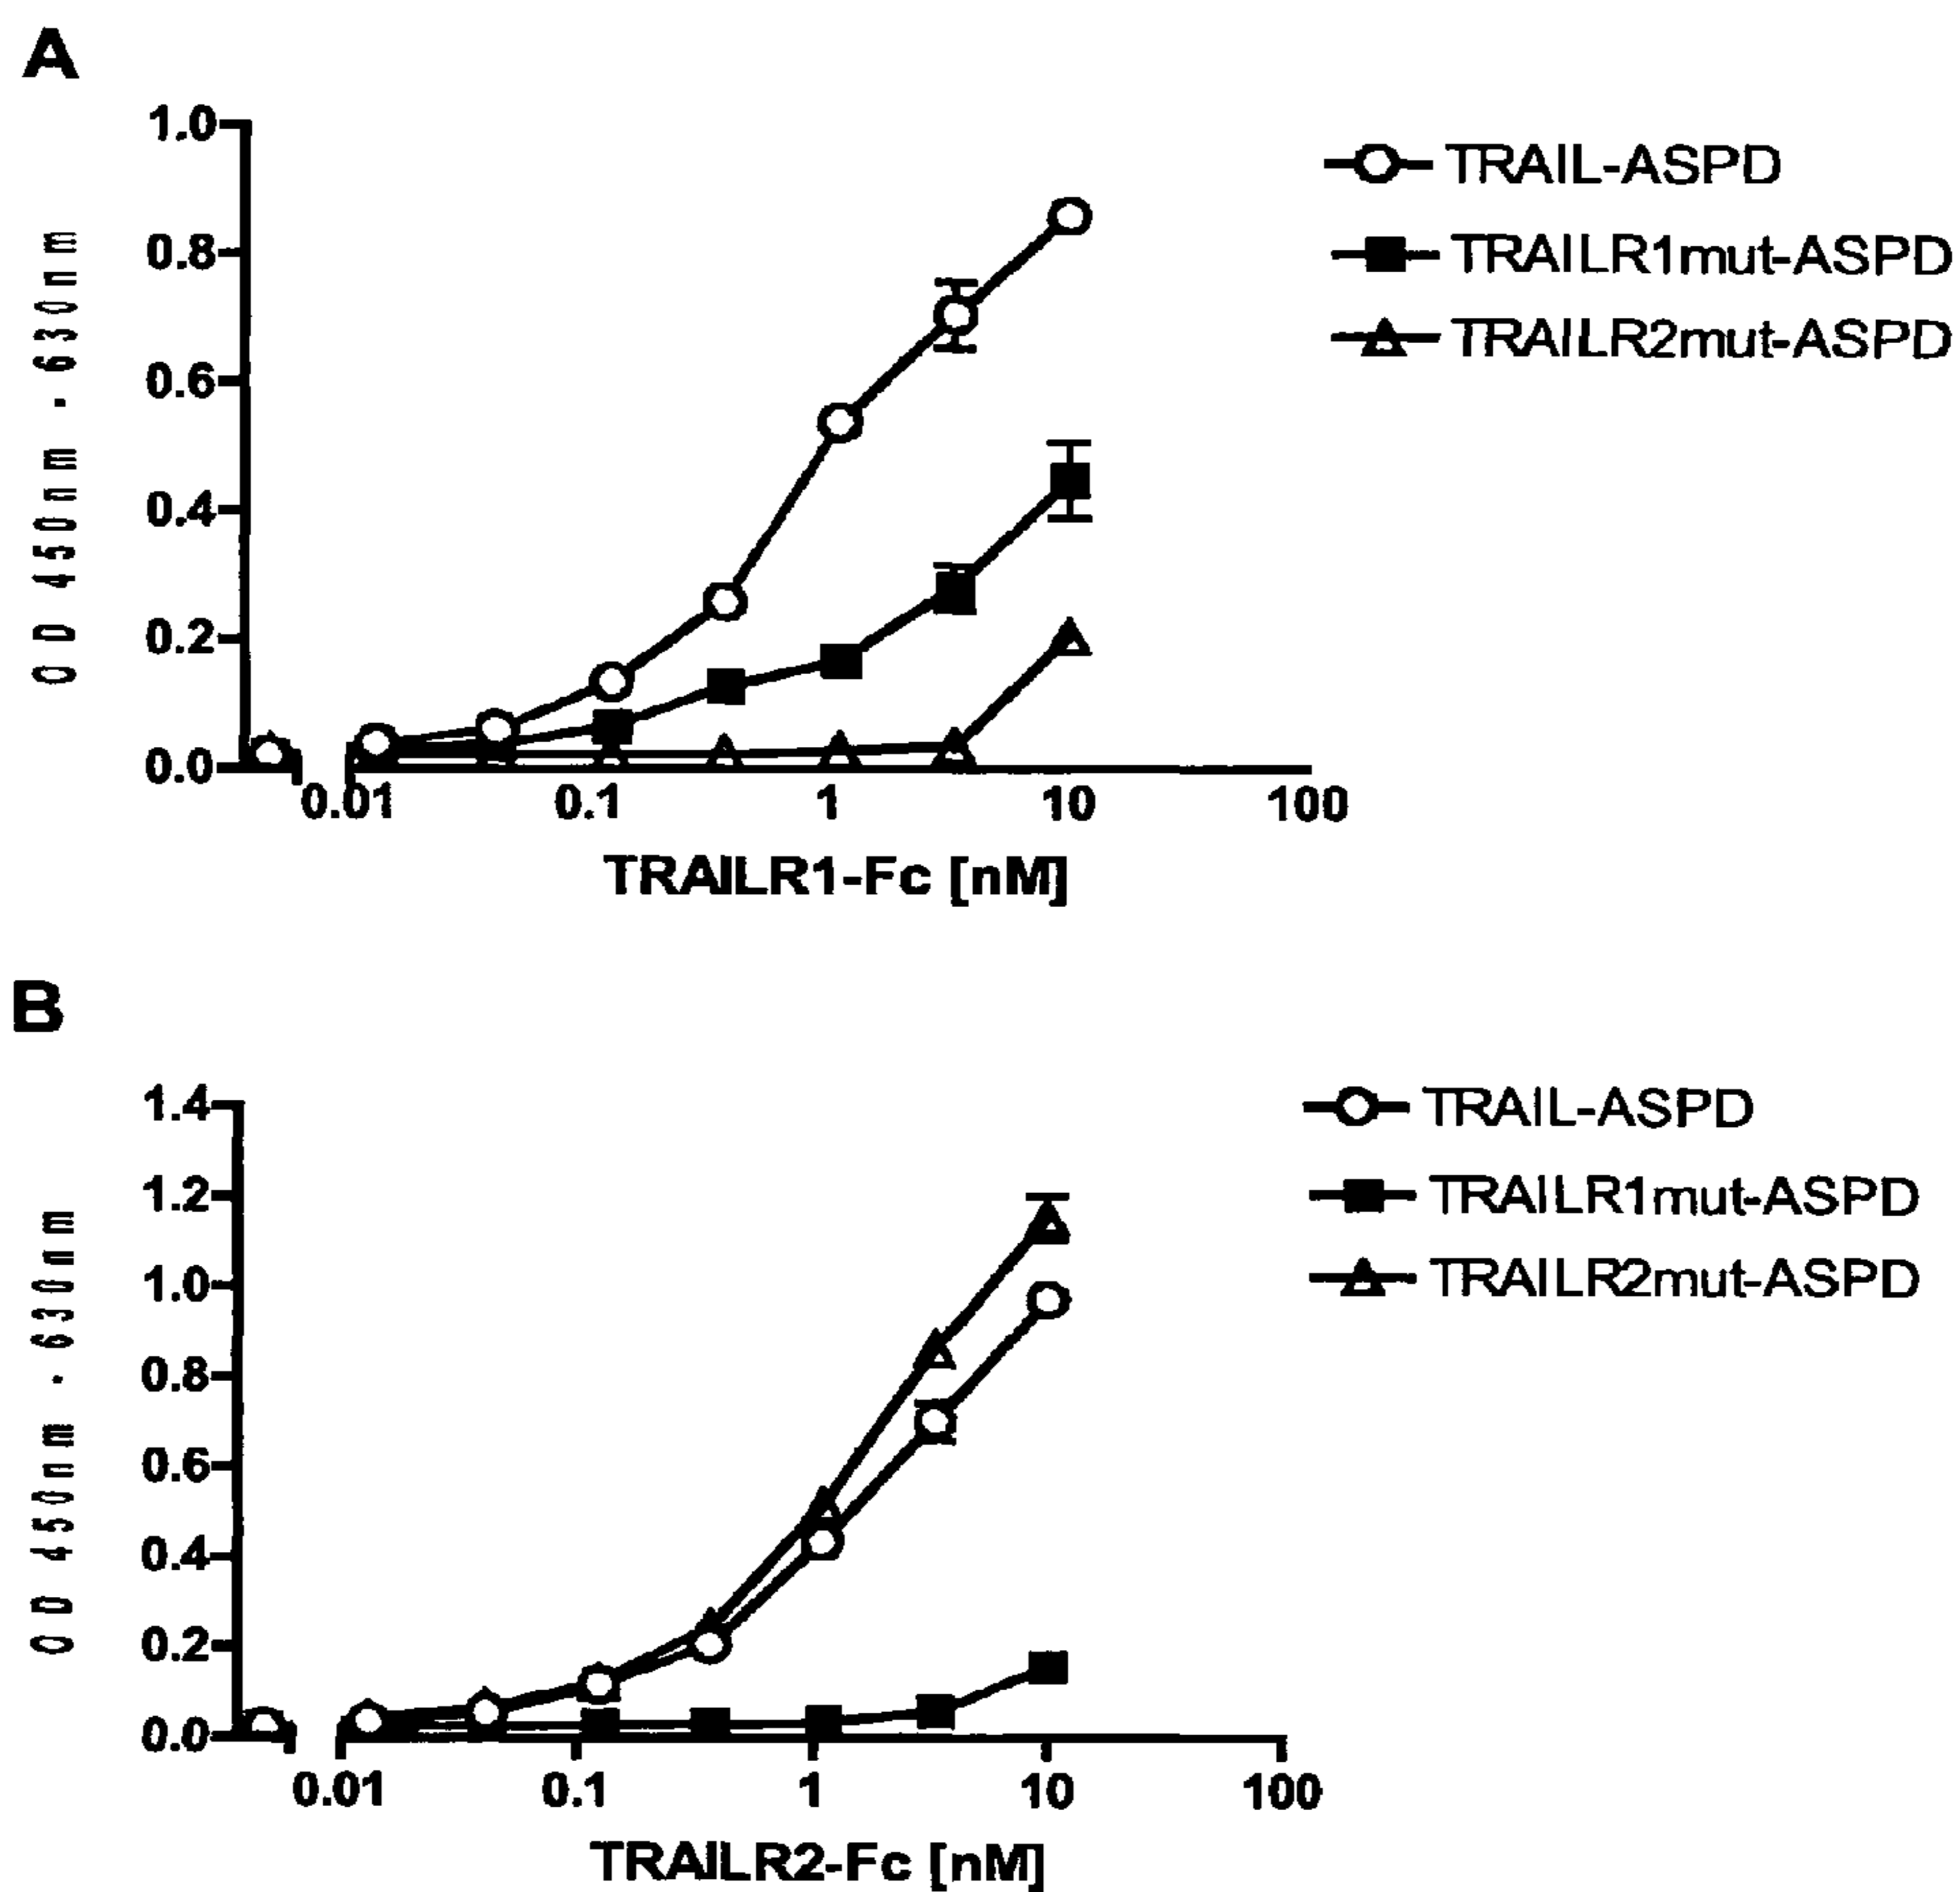 A
1.0
0.8
0.6
0.4
0.2
0.0
OD 450nm - 630nm
0.01 0.1 1 10 100
TRAILR1-Fc [nM]
TRAIL-ASPD
TRAILR1mut-ASPD
TRAILR2mut-ASPD
B
1.4
1.2
1.0
0.8
0.6
0.4
0.2
0.0
OD 450nm - 630nm
0.01 0.1 1 10 100
TRAILR2-Fc [nM]
TRAIL-ASPD
TRAILR1mut-ASPD
TRAILR2mut-ASPD